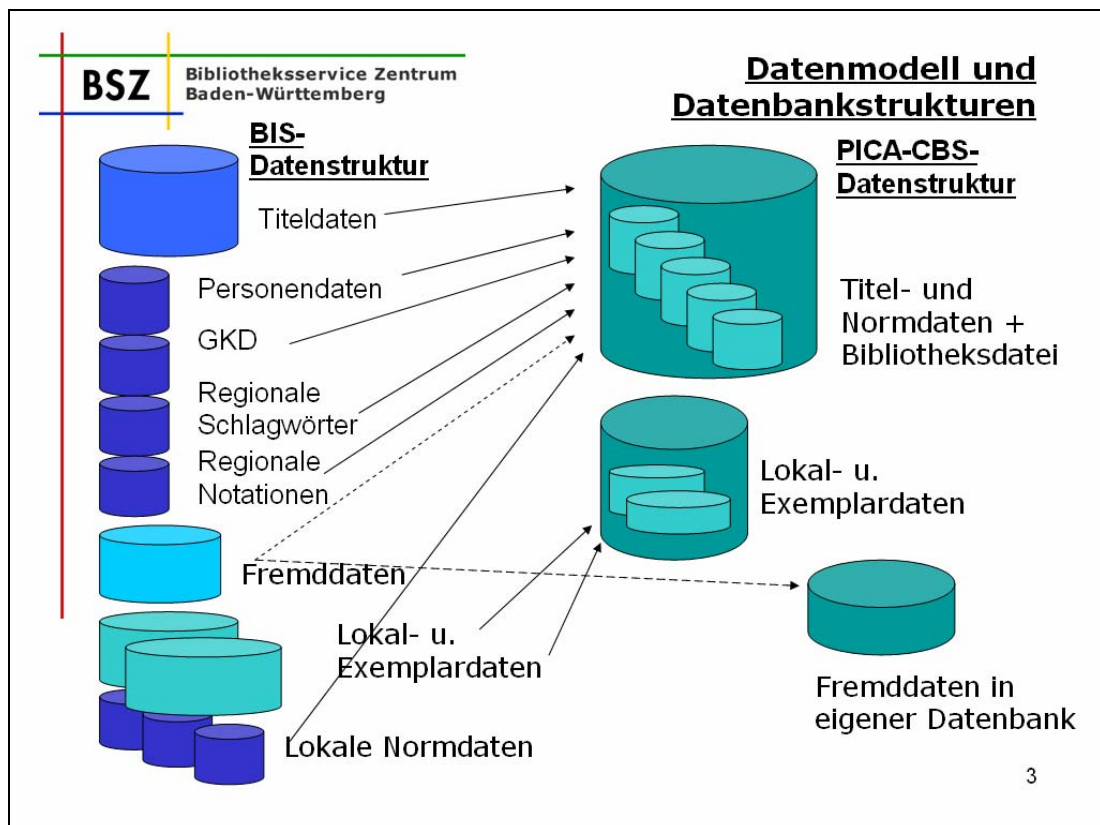 BSZ
Bibliotheksservice Zentrum
Baden-Württemberg
Datenmodell und
Datenbankstrukturen
BIS-
Datenstruktur
Titeldaten
Personendaten
GKD
Regionale
Schlagwörter
Regionale
Notationen
Fremddaten
Lokal- u.
Exemplardaten
Lokale Normdaten
PICA-CBS-
Datenstruktur
Titel- und
Normdaten +
Bibliotheksdatei
Lokal- u.
Exemplardaten
Fremddaten in
eigener Datenbank
3